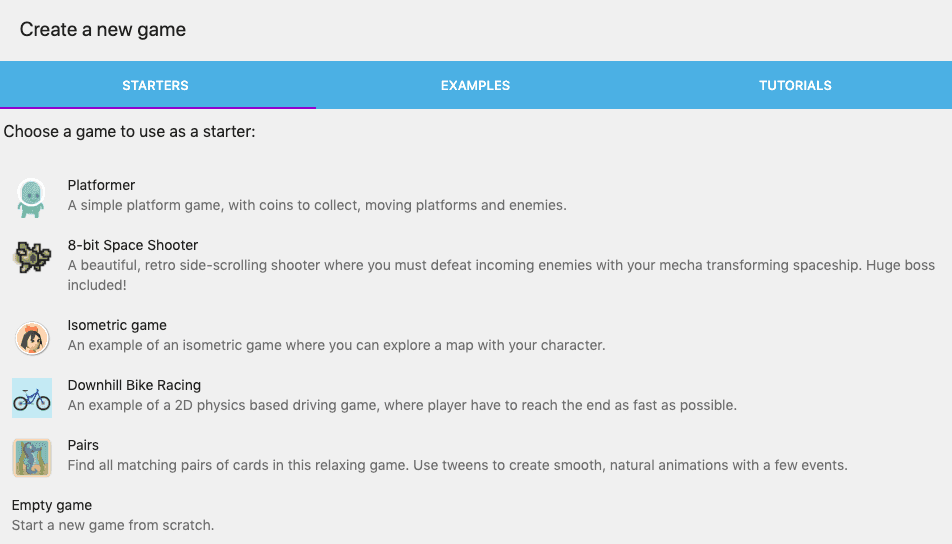 Create a new game
STARTERS
EXAMPLES
TUTORIALS
Choose a game to use as a starter:
Platformer
A simple platform game, with coins to collect, moving platforms and enemies.
8-bit Space Shooter
A beautiful, retro side-scrolling shooter where you must defeat incoming enemies with your mecha transforming spaceship. Huge boss
included!
Isometric game
An example of an isometric game where you can explore a map with your character.
Downhill Bike Racing
An example of a 2D physics based driving game, where player have to reach the end as fast as possible.
Pairs
Find all matching pairs of cards in this relaxing game. Use tweens to create smooth, natural animations with a few events.
Empty game
Start a new game from scratch.